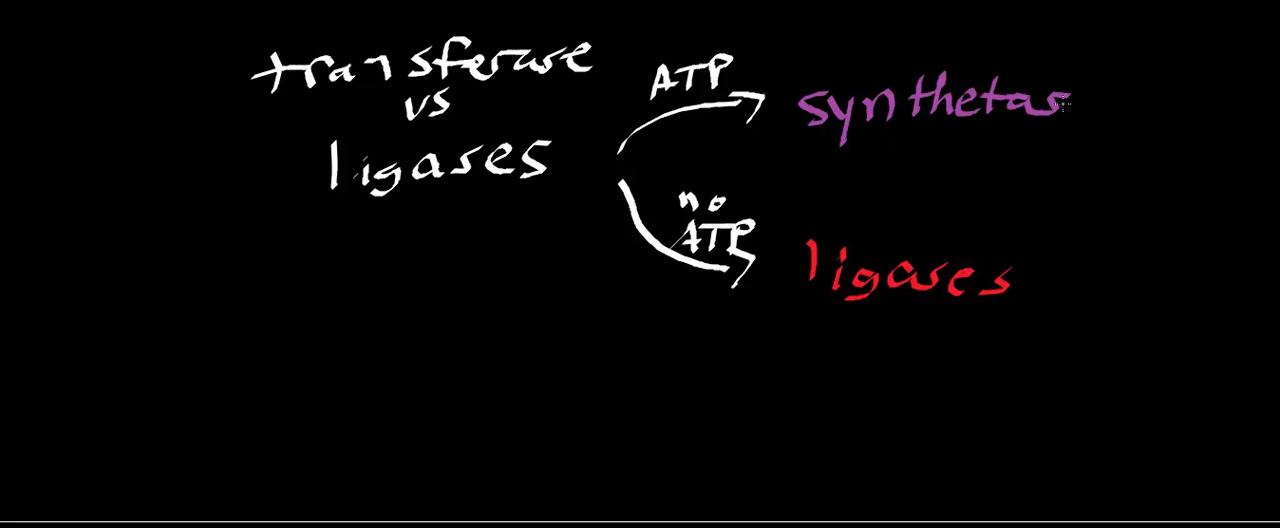 transferase
vs
ligases
ATP
synthetas
no
ATP
ligases